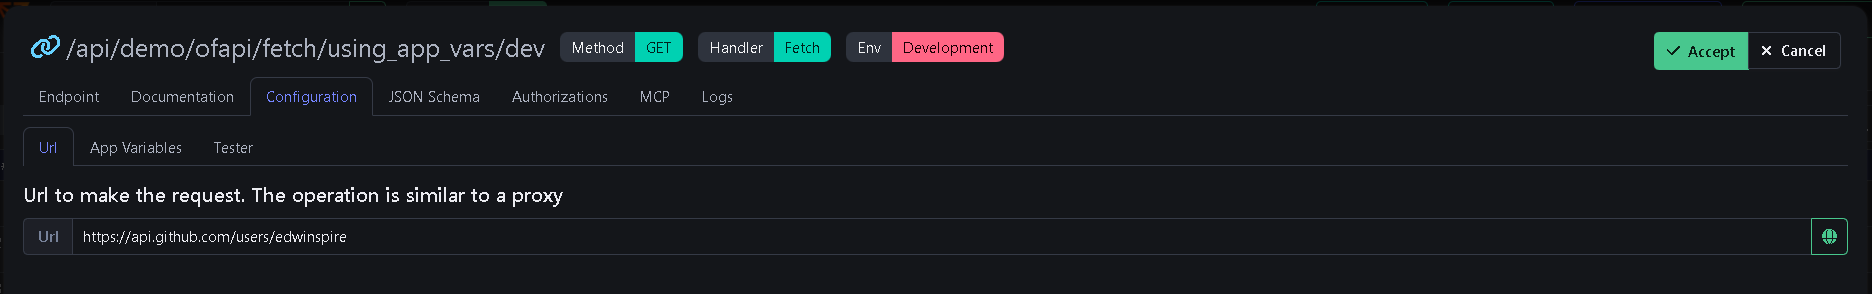 /api/demo/ofapi/fetch/using_app_vars/dev Method GET Handler Fetch Env Development Accept Cancel
Endpoint Documentation Configuration JSON Schema Authorizations MCP Logs
Url App Variables Tester
Url to make the request. The operation is similar to a proxy
Url https://api.github.com/users/edwinspire